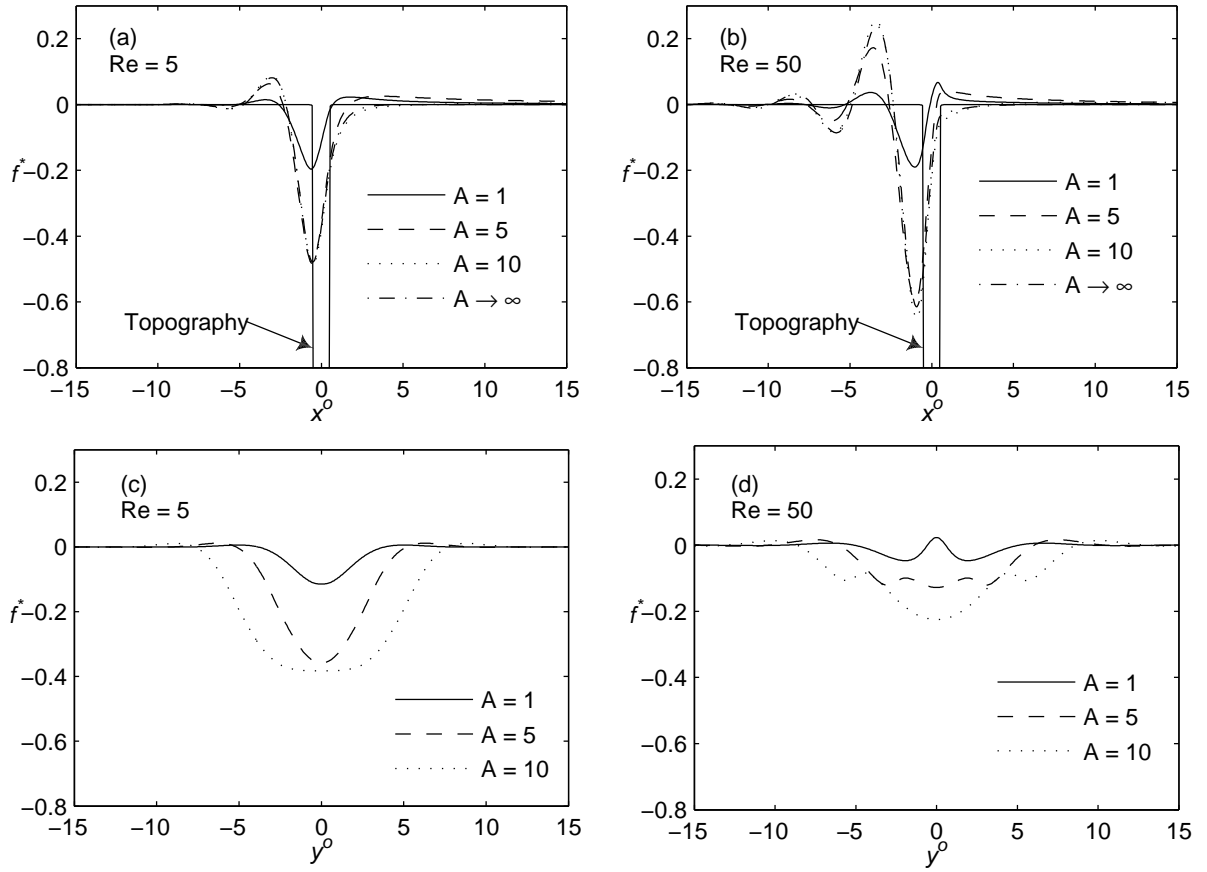 (a)
Re = 5
0.2
0
f*
−0.2
−0.4
−0.6
−0.8
A = 1
A = 5
A = 10
A → ∞
Topography
−15 −10 −5 0 5 10 15
x^o
(b)
Re = 50
0.2
0
f*
−0.2
−0.4
−0.6
−0.8
A = 1
A = 5
A = 10
A → ∞
Topography
−15 −10 −5 0 5 10 15
x^o
(c)
Re = 5
0.2
0
f*
−0.2
−0.4
−0.6
−0.8
A = 1
A = 5
A = 10
−15 −10 −5 0 5 10 15
y^o
(d)
Re = 50
0.2
0
f*
−0.2
−0.4
−0.6
−0.8
A = 1
A = 5
A = 10
−15 −10 −5 0 5 10 15
y^o